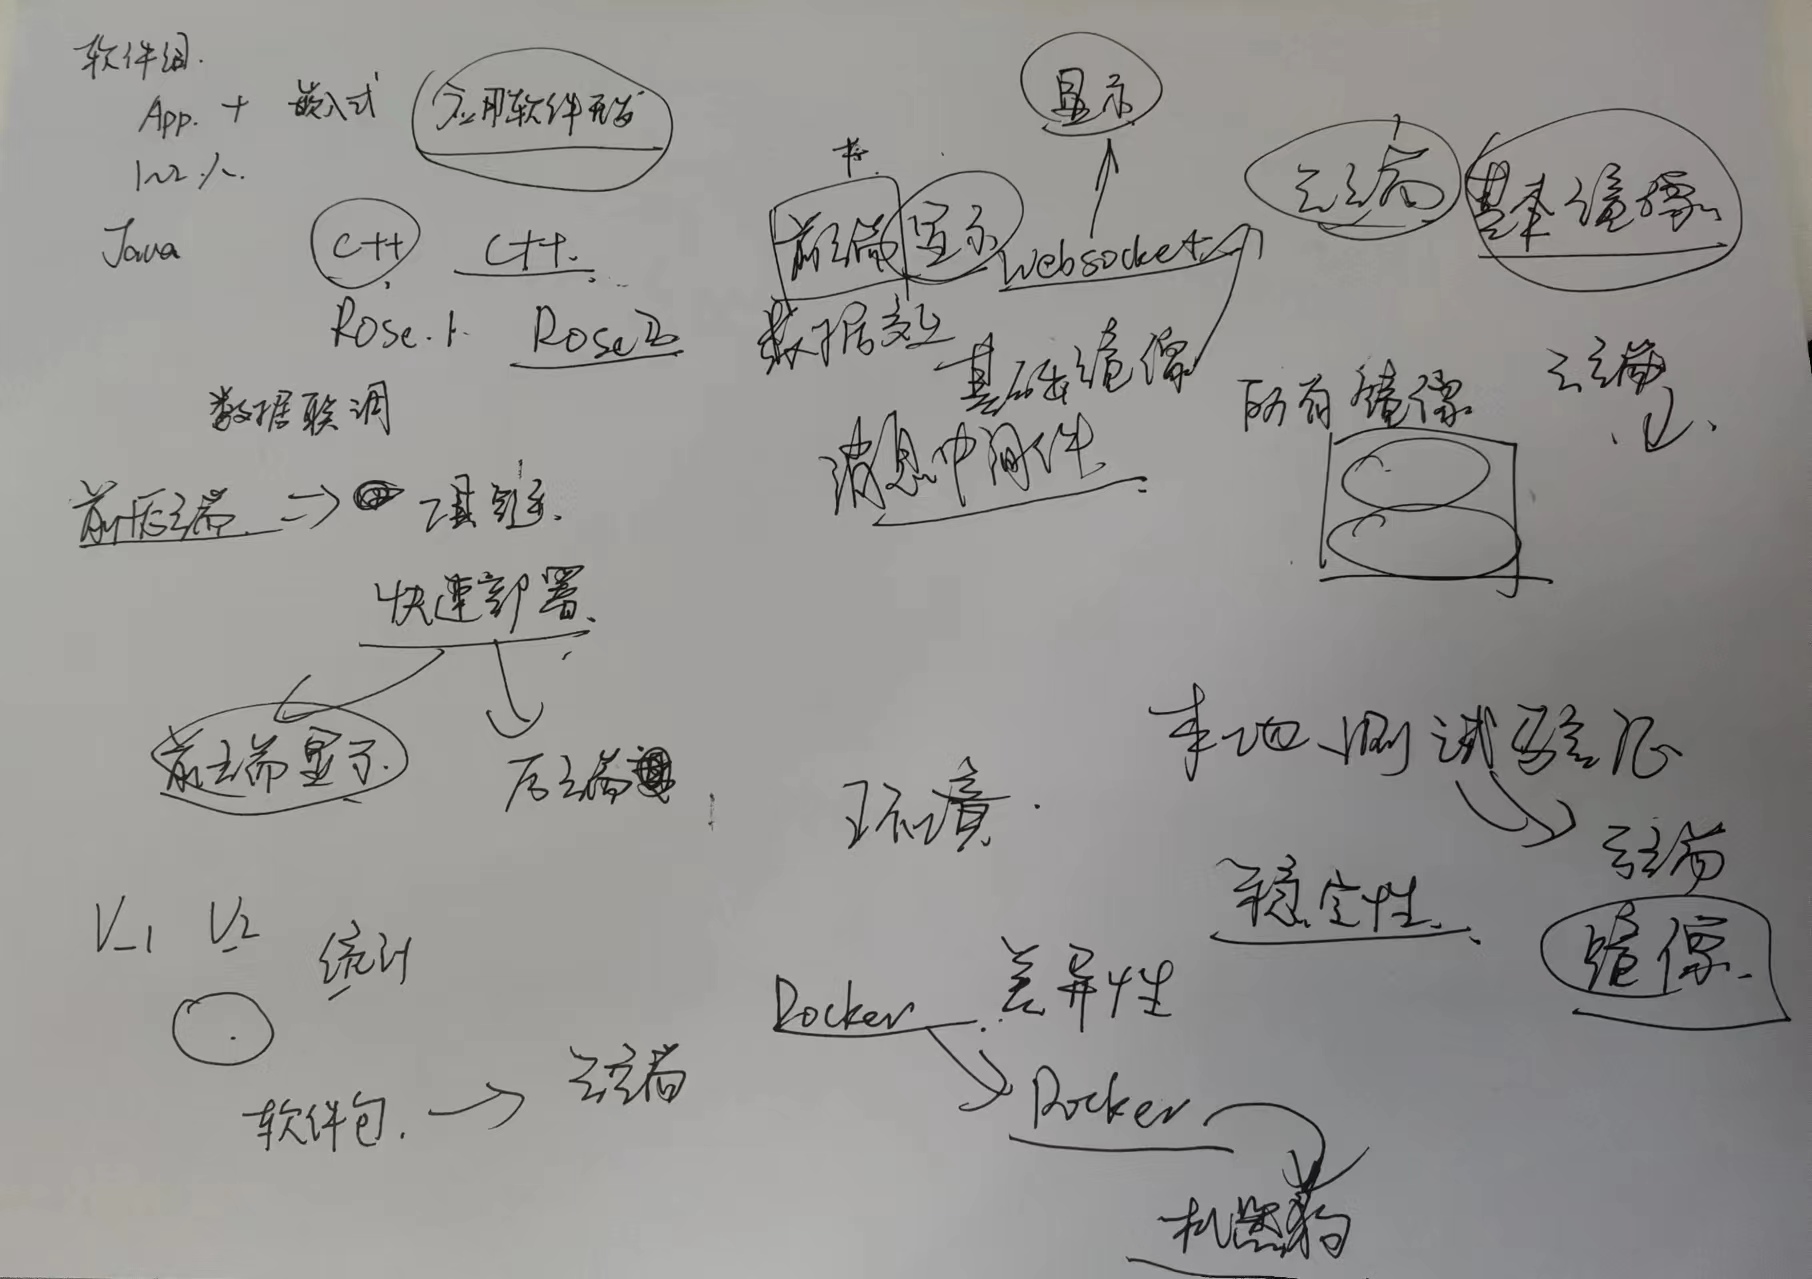 软件组.
App. + 嵌入式 应用软件开发
1~2人.
Java C++ C++.
Rose.1. Rose2
数据联调
前后端 → 工具链.
快速部署.
前端显示. 后端
V_1 V_2 统计
软件包. → 云端
显示
前端 显示 websocket
数据交互
基础镜像
消息中间件
云端 基本镜像.
所有镜像 云端
本地测试验证
环境.
云端
稳定性.
镜像.
Docker 差异性
Docker
机器狗